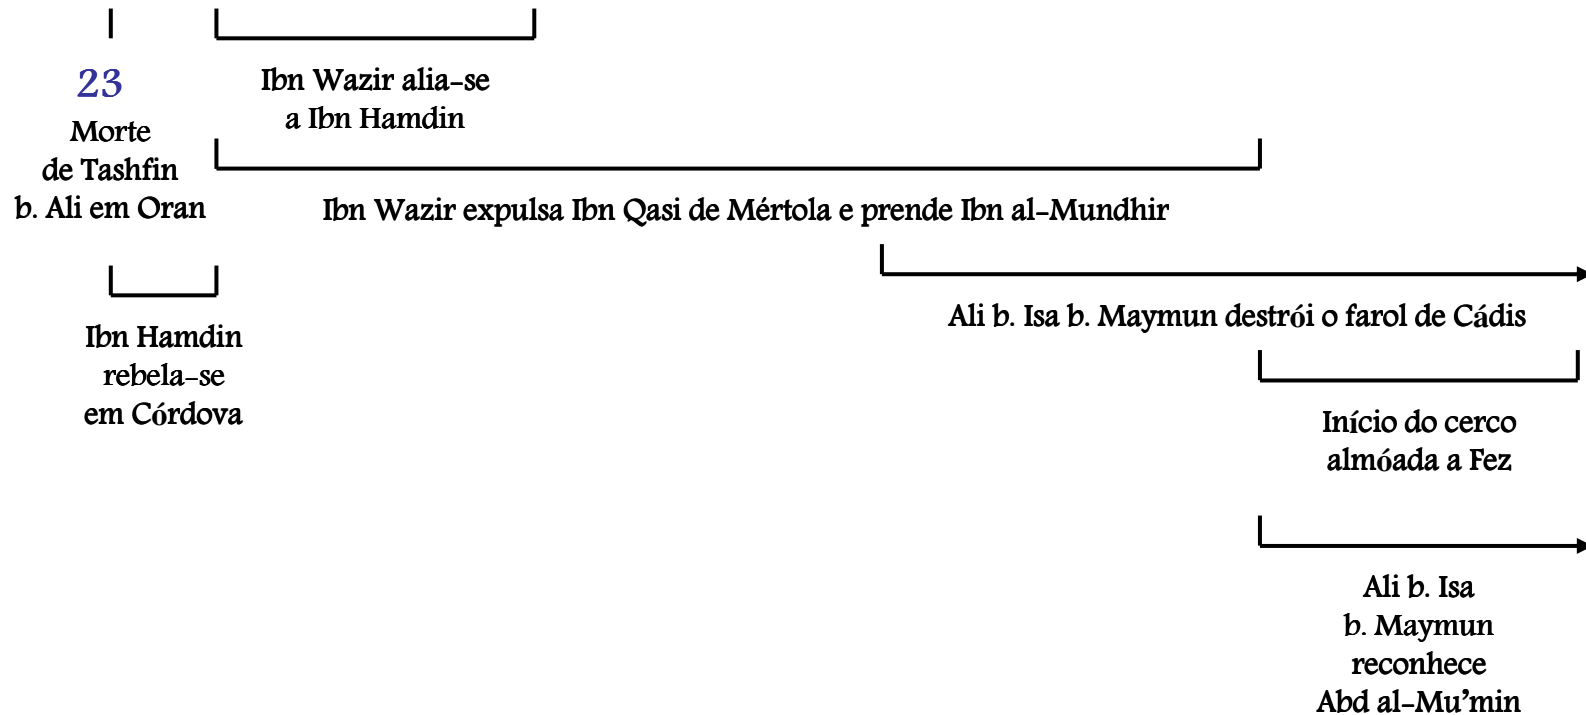 23
Morte
de Tashfin
b. Ali em Oran
Ibn Wazir alia-se
a Ibn Hamdin
Ibn Wazir expulsa Ibn Qasi de Mértola e prende Ibn al-Mundhir
Ibn Hamdin
rebela-se
em Córdova
Ali b. Isa b. Maymun destrói o farol de Cádis
Início do cerco
almóada a Fez
Ali b. Isa
b. Maymun
reconhece
Abd al-Mu’min